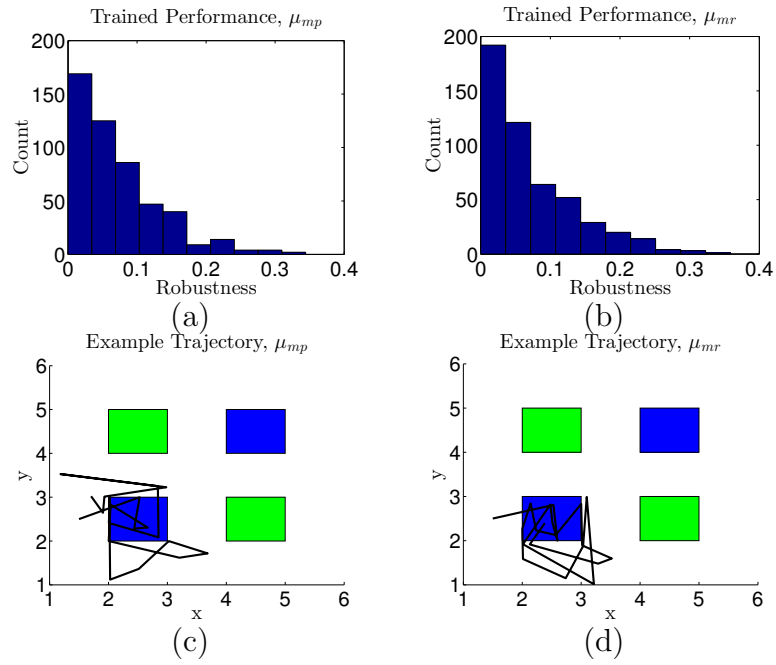 Trained Performance, μmp
200
150
100
50
0
Count
0 0.1 0.2 0.3 0.4
Robustness
(a)
Trained Performance, μmr
200
150
100
50
0
Count
0 0.1 0.2 0.3 0.4
Robustness
(b)
Example Trajectory, μmp
6
5
4
3
2
1
y
1 2 3 4 5 6
x
(c)
Example Trajectory, μmr
6
5
4
3
2
1
y
1 2 3 4 5 6
x
(d)